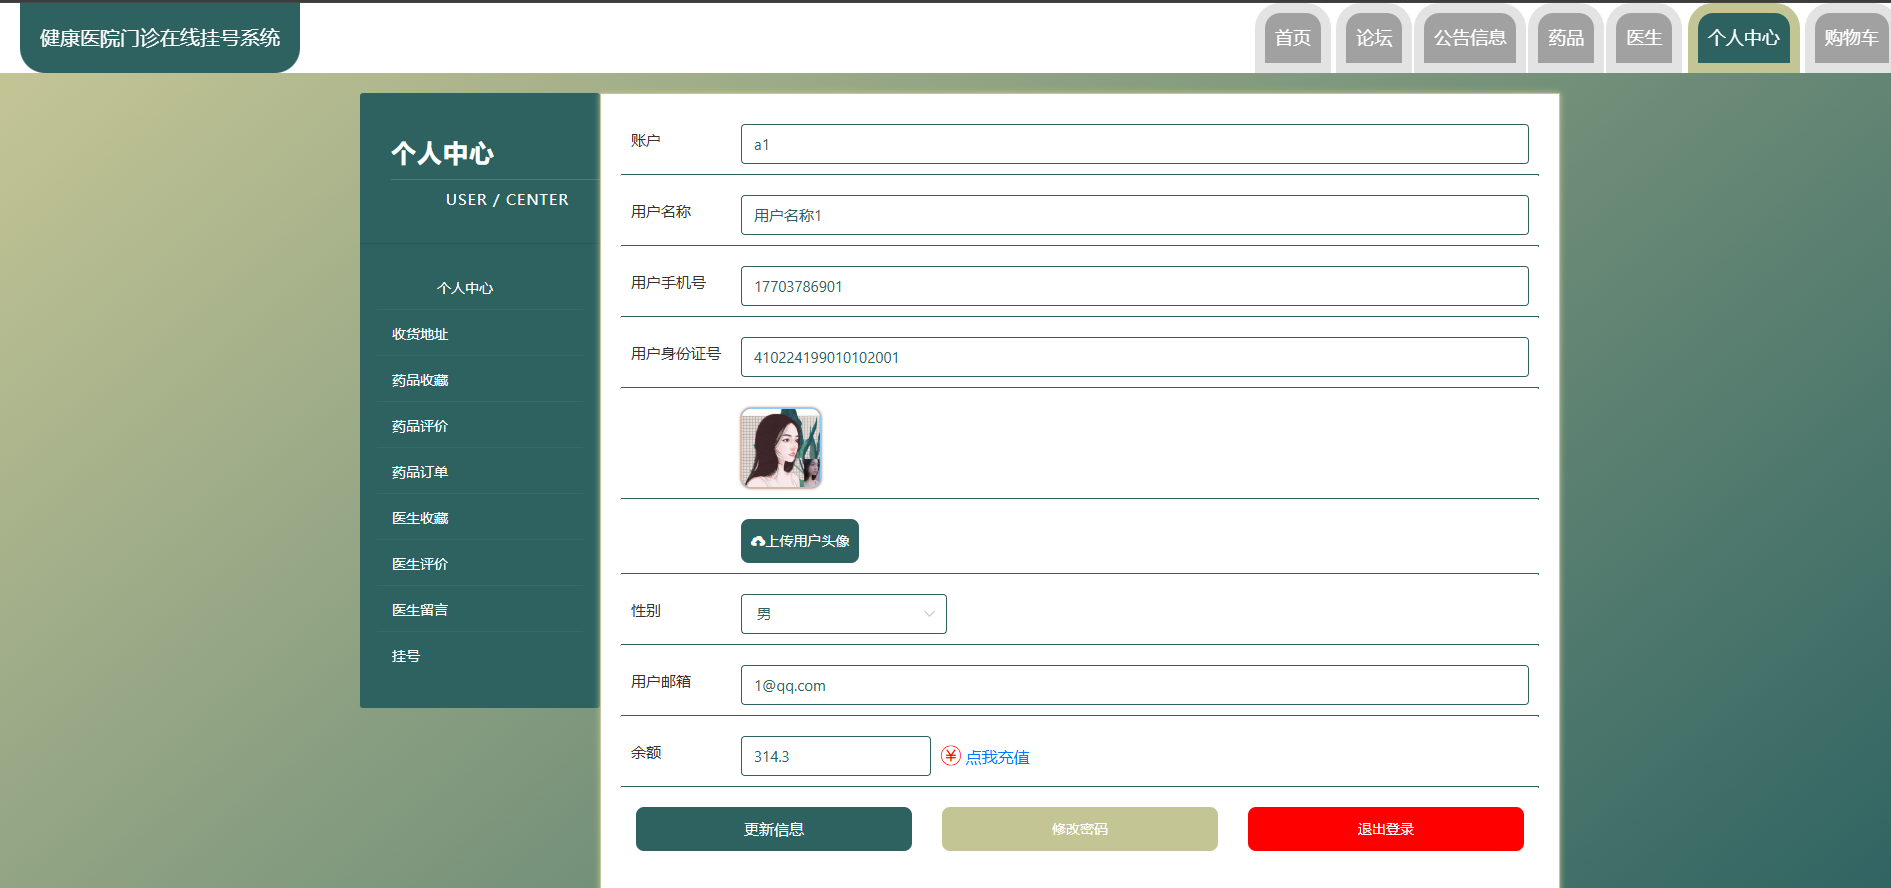 健康医院门诊在线挂号系统
首页
论坛
公告信息
药品
医生
个人中心
购物车
个人中心
USER / CENTER
个人中心
收货地址
药品收藏
药品评价
药品订单
医生收藏
医生评价
医生留言
挂号
账户 a1
用户名称 用户名称1
用户手机号 17703786901
用户身份证号 410224199010102001
上传用户头像
性别 男
用户邮箱 1@qq.com
余额 314.3 点我充值
更新信息
修改密码
退出登录